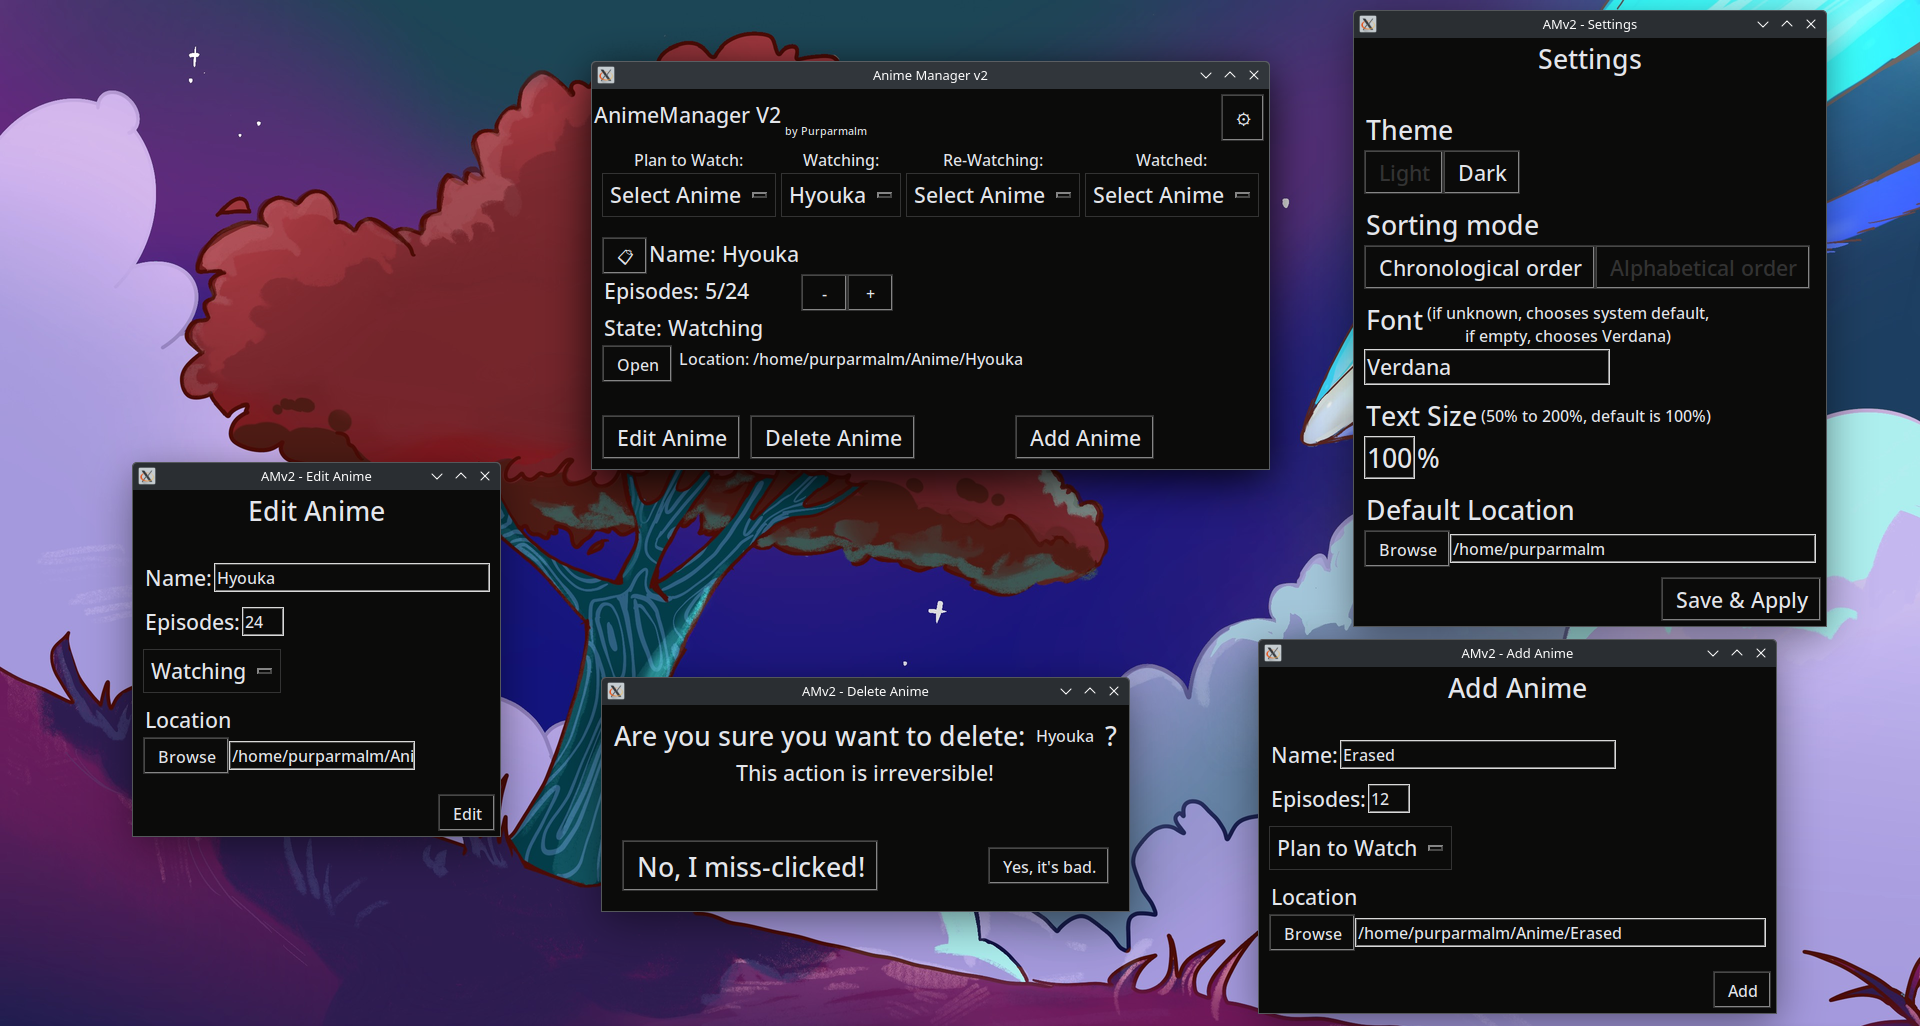 Anime Manager v2
AnimeManager V2 by Purparmalm
Plan to Watch: Watching: Re-Watching: Watched:
Select Anime Hyouka Select Anime Select Anime
Name: Hyouka
Episodes: 5/24 - +
State: Watching
Open Location: /home/purparmalm/Anime/Hyouka
Edit Anime Delete Anime Add Anime
AMv2 - Settings
Settings
Theme
Light Dark
Sorting mode
Chronological order Alphabetical order
Font (if unknown, chooses system default,
if empty, chooses Verdana)
Verdana
Text Size (50% to 200%, default is 100%)
100 %
Default Location
Browse /home/purparmalm
Save & Apply
AMv2 - Edit Anime
Edit Anime
Name: Hyouka
Episodes: 24
Watching
Location
Browse /home/purparmalm/Ani
Edit
AMv2 - Delete Anime
Are you sure you want to delete: Hyouka ?
This action is irreversible!
No, I miss-clicked! Yes, it's bad.
AMv2 - Add Anime
Add Anime
Name: Erased
Episodes: 12
Plan to Watch
Location
Browse /home/purparmalm/Anime/Erased
Add